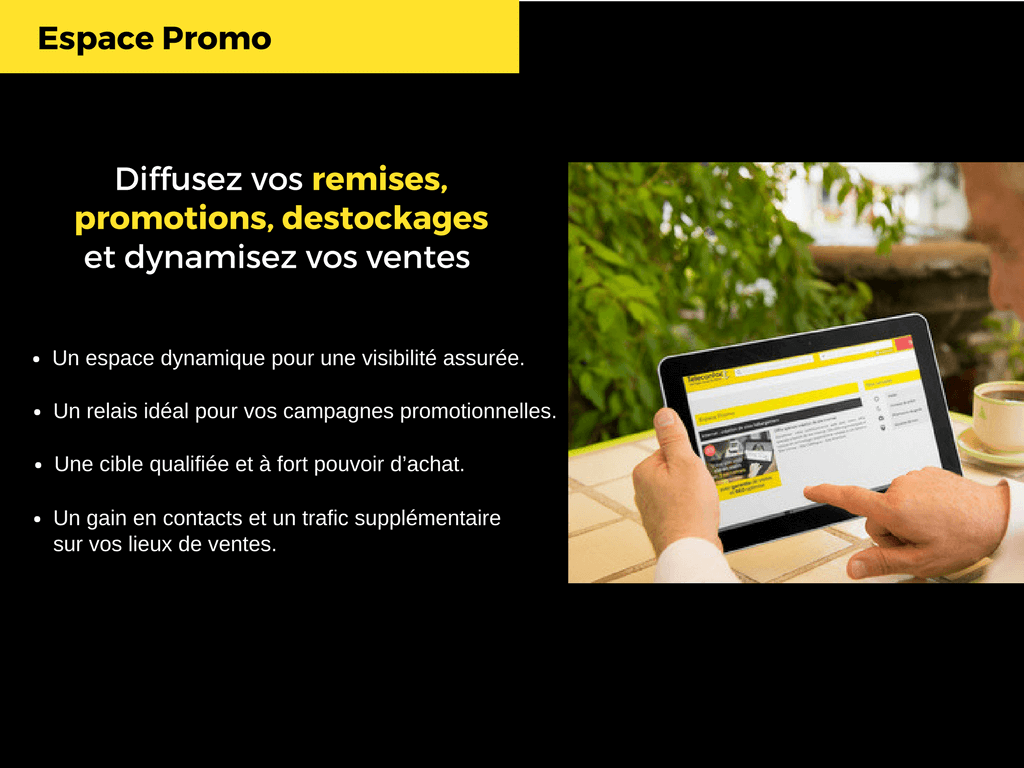 Espace Promo
Diffusez vos remises,
promotions, destockages
et dynamisez vos ventes
• Un espace dynamique pour une visibilité assurée.
• Un relais idéal pour vos campagnes promotionnelles.
• Une cible qualifiée et à fort pouvoir d’achat.
• Un gain en contacts et un trafic supplémentaire
sur vos lieux de ventes.
Espace Promo